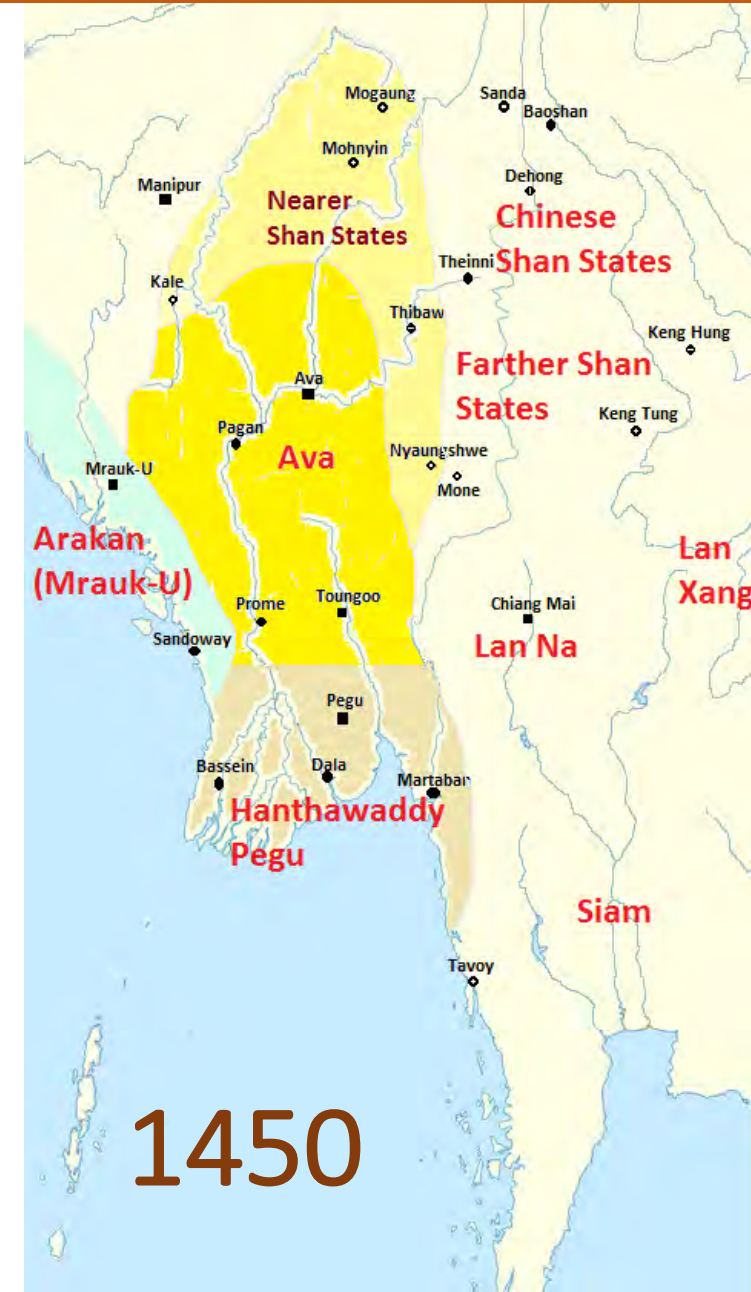 Mogaung
Sanda
Baoshan
Mohnyin
Dehong
Manipur
Nearer
Shan States
Chinese
Shan States
Theinni
Kale
Thibaw
Keng Hung
Farther Shan
States
Ava
Keng Tung
Pagan
Ava
Nyaungshwe
Mone
Mrauk-U
Arakan
(Mrauk-U)
Lan
Xang
Prome
Toungoo
Chiang Mai
Sandoway
Lan Na
Pegu
Bassein
Dala
Martaban
Hanthawaddy
Pegu
Siam
Tavoy
1450